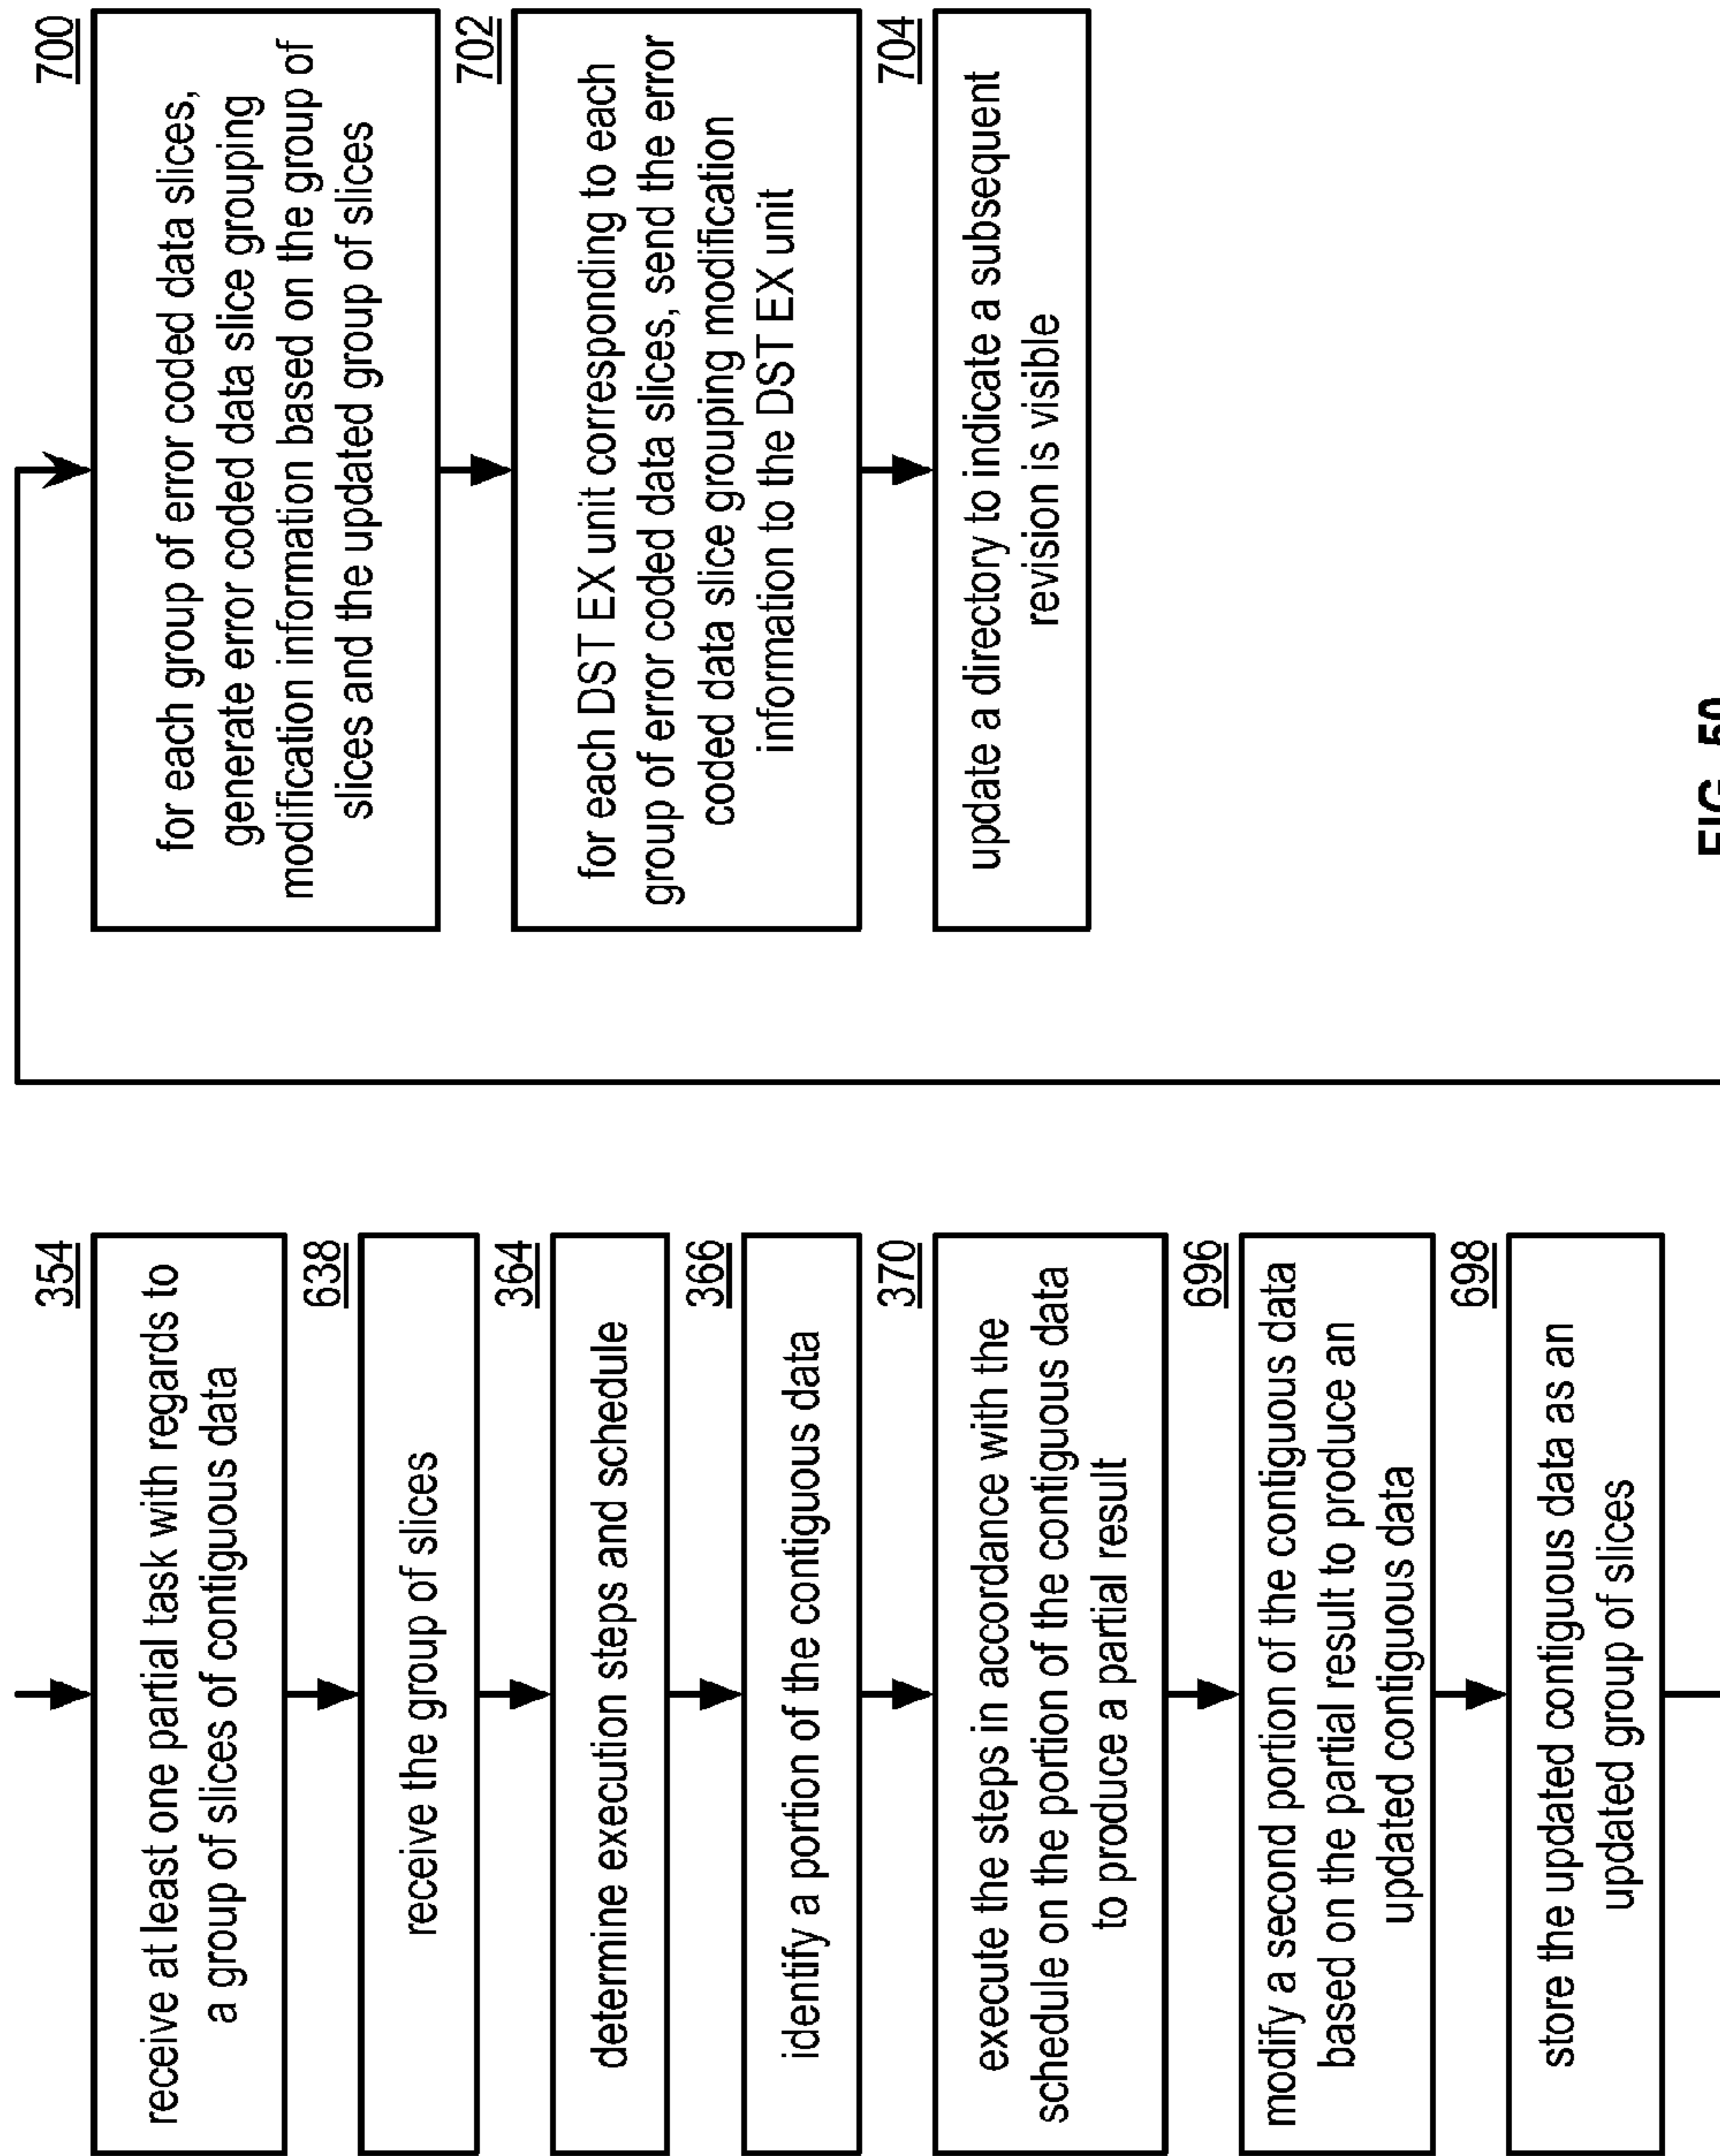 354
receive at least one partial task with regards to
a group of slices of contiguous data
638
receive the group of slices
364
determine execution steps and schedule
366
identify a portion of the contiguous data
370
execute the steps in accordance with the
schedule on the portion of the contiguous data
to produce a partial result
696
modify a second portion of the contiguous data
based on the partial result to produce an
updated contiguous data
698
store the updated contiguous data as an
updated group of slices
700
for each group of error coded data slices,
generate error coded data slice grouping
modification information based on the group of
slices and the updated group of slices
702
for each DST EX unit corresponding to each
group of error coded data slices, send the error
coded data slice grouping modification
information to the DST EX unit
704
update a directory to indicate a subsequent
revision is visible
FIG. 50